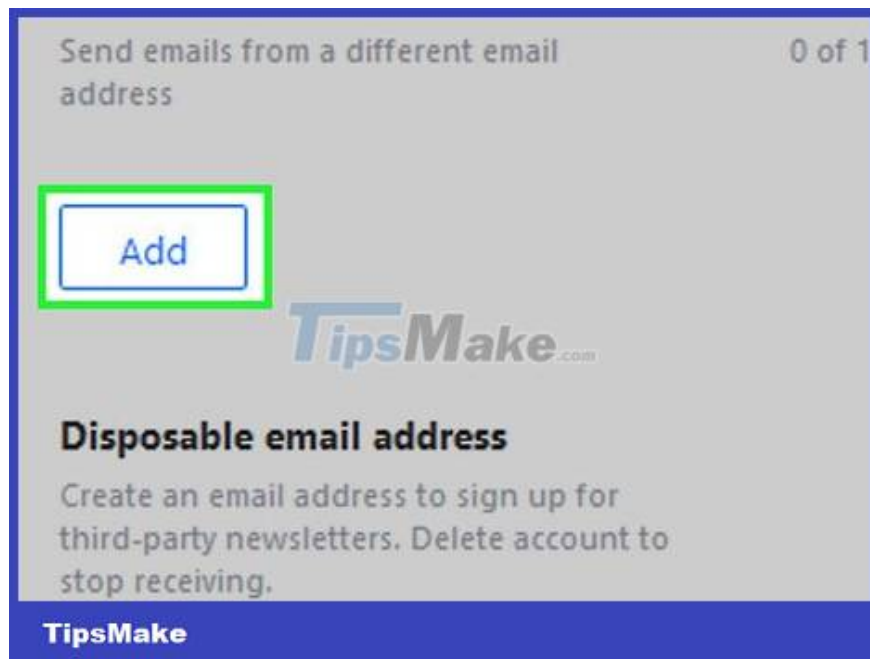 Send emails from a different email
0 of 1
address
Add
TipsMake.com
Disposable email address
Create an email address to sign up for
third-party newsletters. Delete account to
stop receiving.
TipsMake